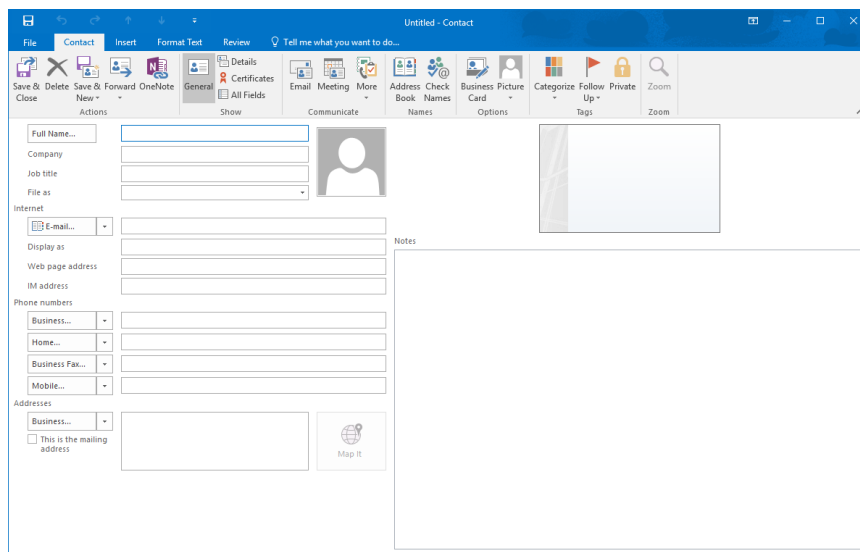 Untitled - Contact
File Contact Insert Format Text Review Tell me what you want to do...
Save & Close
Delete
Save & New
Forward
OneNote
General
Details
Certificates
All Fields
Email
Meeting
More
Address Book
Check Names
Business Card
Picture
Categorize
Follow Up
Private
Zoom
Actions Show Communicate Names Options Tags Zoom
Full Name...
Company
Job title
File as
Internet
E-mail...
Display as
Web page address
IM address
Phone numbers
Business...
Home...
Business Fax...
Mobile...
Addresses
Business...
This is the mailing
address
Map It
Notes